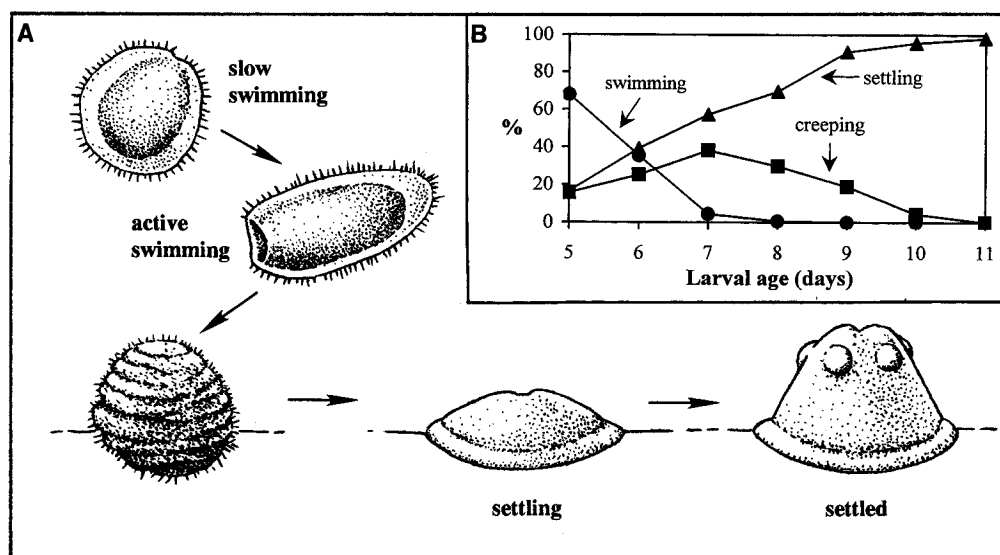 A
slow
swimming
active
swimming
settling
settled
B
100
80
60
40
20
0
%
swimming
settling
creeping
5 6 7 8 9 10 11
Larval age (days)